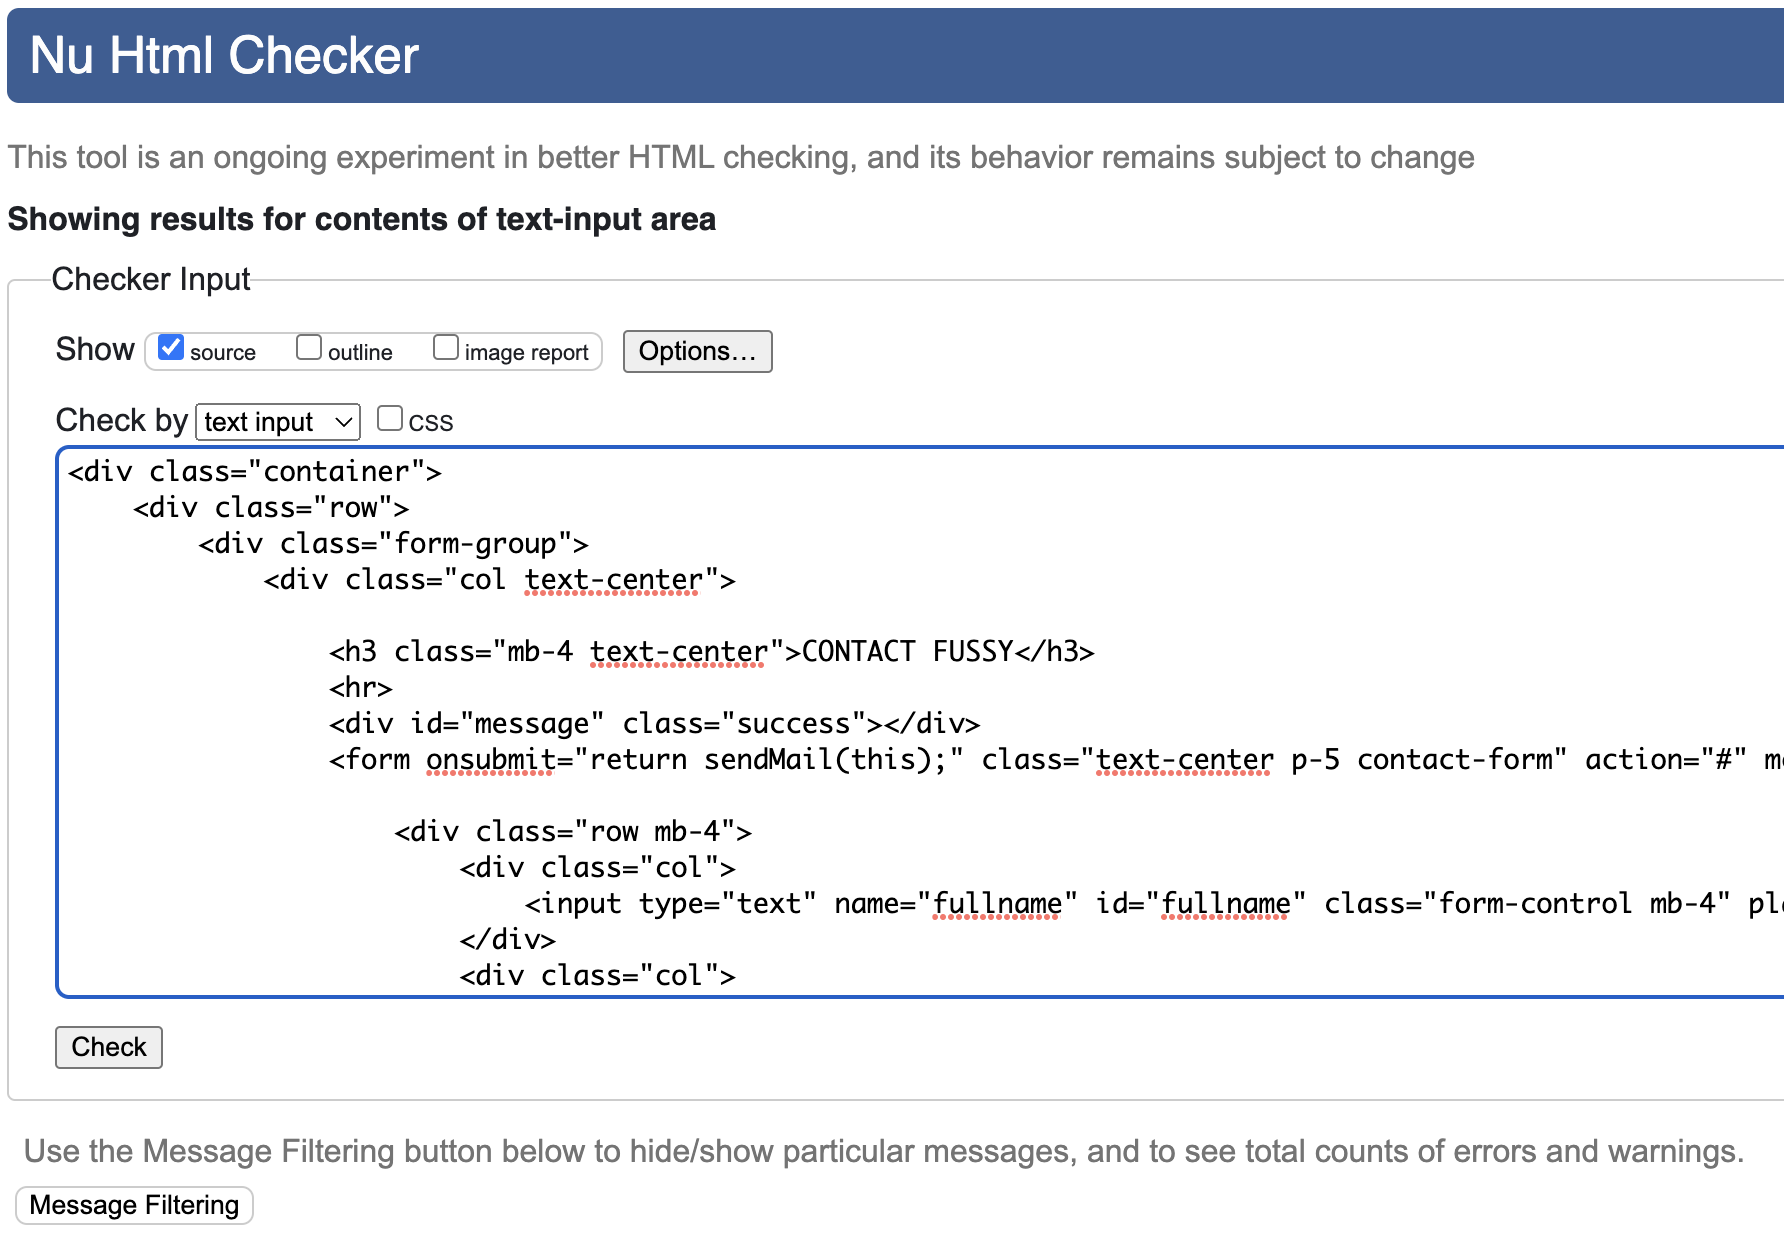 Nu Html Checker
This tool is an ongoing experiment in better HTML checking, and its behavior remains subject to change
Showing results for contents of text-input area
Checker Input
Show source outline image report Options...
Check by text input CSS
<div class="container">
<div class="row">
<div class="form-group">
<div class="col text-center">
<h3 class="mb-4 text-center">CONTACT FUSSY</h3>
<hr>
<div id="message" class="success"></div>
<form onsubmit="return sendMail(this);" class="text-center p-5 contact-form" action="#"
<div class="row mb-4">
<div class="col">
<input type="text" name="fullname" id="fullname" class="form-control mb-4"
</div>
<div class="col">
Check
Use the Message Filtering button below to hide/show particular messages, and to see total counts of errors and warnings.
Message Filtering